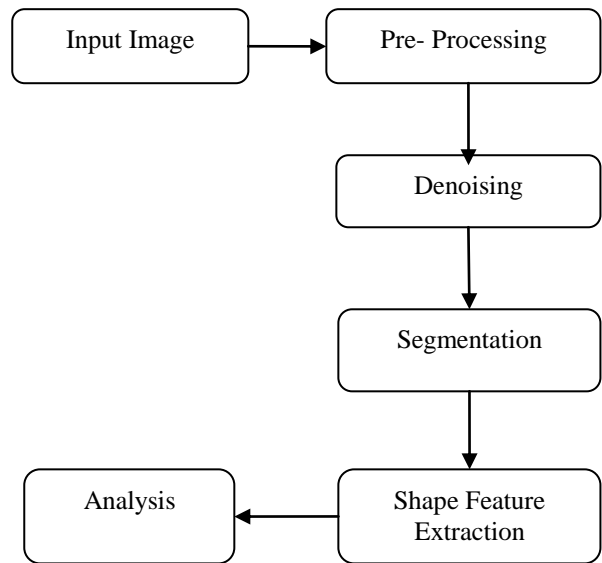 Input Image
Pre- Processing
Denoising
Segmentation
Shape Feature
Extraction
Analysis